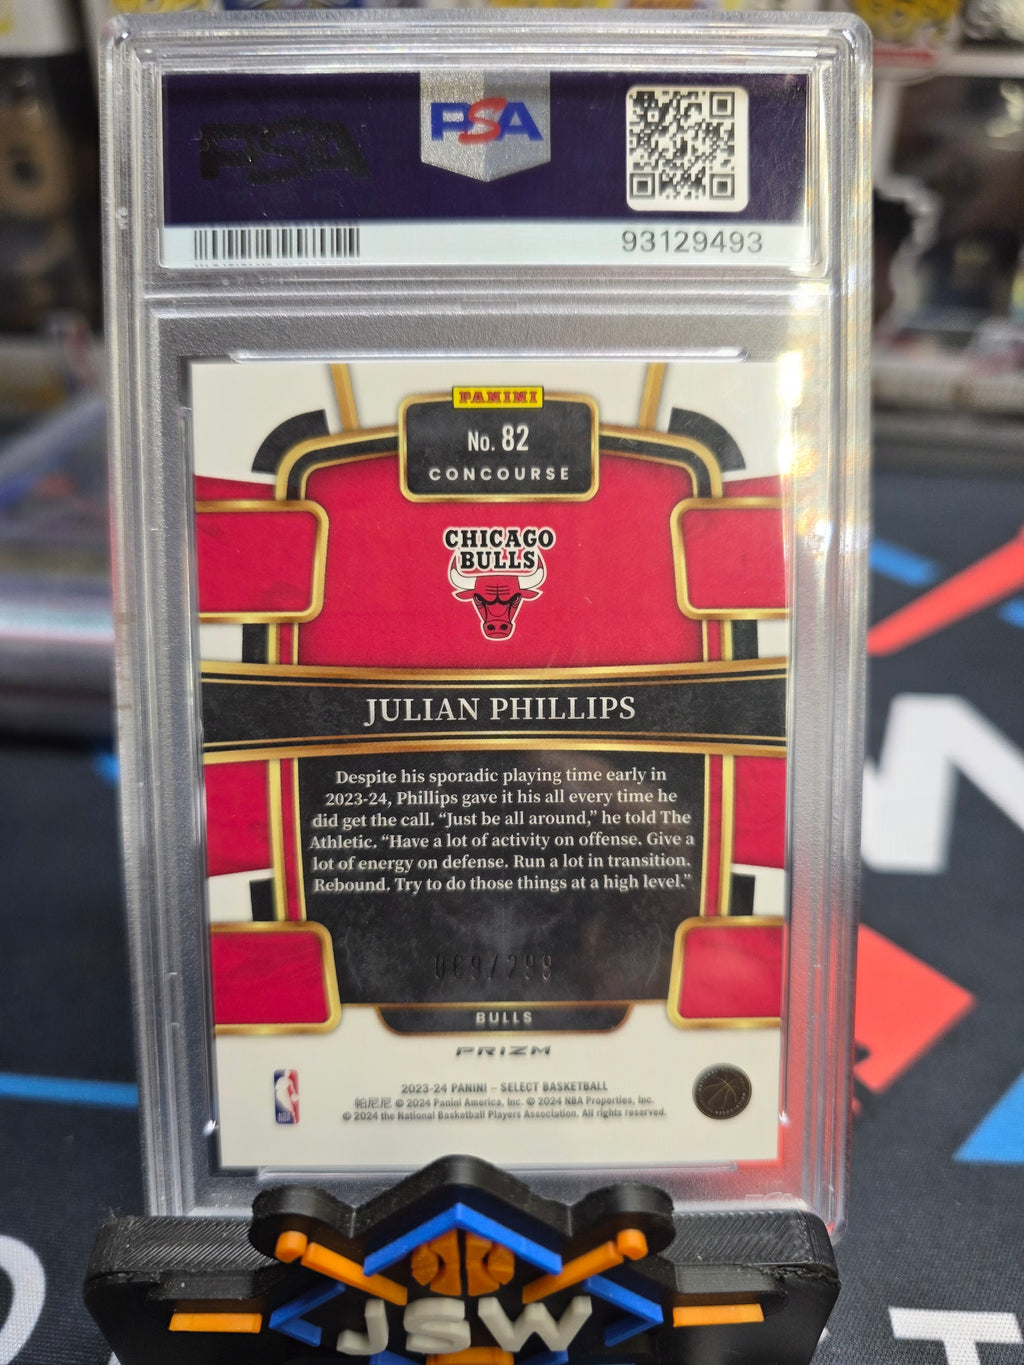 PSA
PSA
93129493
PANINI
No. 82
CONCOURSE
CHICAGO
BULLS
JULIAN PHILLIPS
Despite his sporadic playing time early in
2023-24, Phillips gave it his all every time he
did get the call. “Just be all around,” he told The
Athletic. “Have a lot of activity on offense. Give a
lot of energy on defense. Run a lot in transition.
Rebound. Try to do those things at a high level.”
069/299
BULLS
PRIZM
2023-24 PANINI – SELECT BASKETBALL
帕尼尼 © 2024 Panini America, Inc. © 2024 NBA Properties, Inc.
© 2024 the National Basketball Players Association. All rights reserved.
NBA
JSW